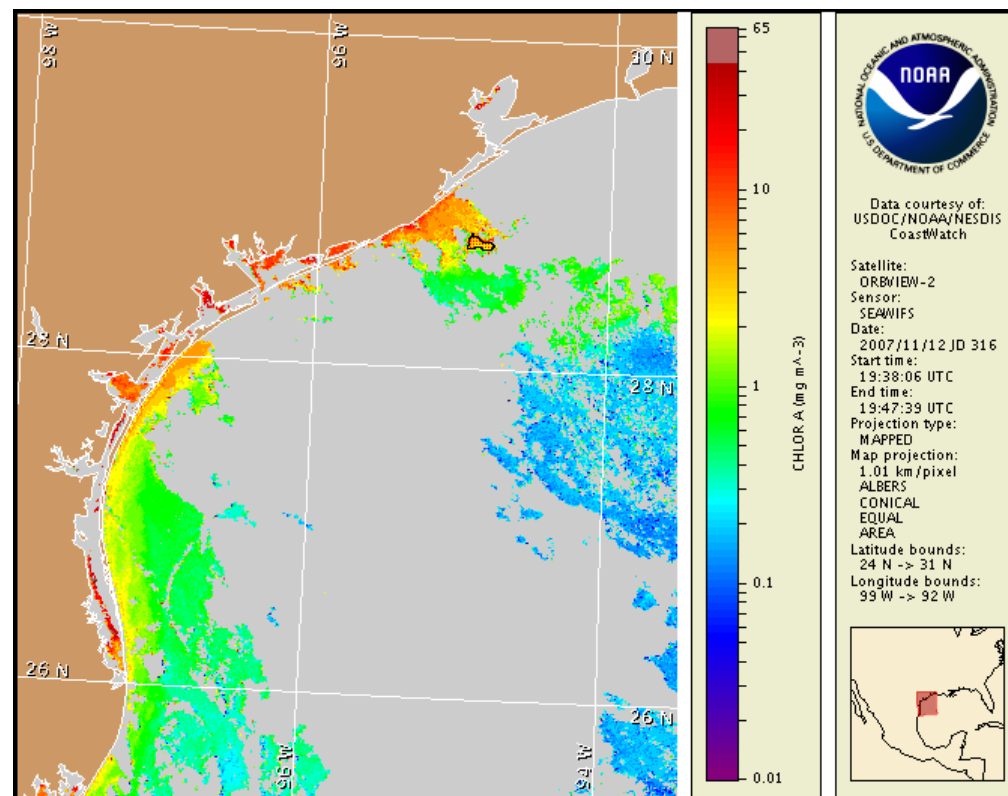 98 W
96 W
30 N
28 N
28 N
26 N
26 N
96 W
94 W
65
10
1
0.1
0.01
CHLOR A (mg m^-3)
NATIONAL OCEANIC AND ATMOSPHERIC ADMINISTRATION
NOAA
U.S. DEPARTMENT OF COMMERCE
Data courtesy of:
USDOC/NOAA/NESDIS
CoastWatch
Satellite:
ORBVIEW-2
Sensor:
SEAWIFS
Date:
2007/11/12 JD 316
Start time:
19:38:06 UTC
End time:
19:47:39 UTC
Projection type:
MAPPED
Map projection:
1.01 km/pixel
ALBERS
CONICAL
EQUAL
AREA
Latitude bounds:
24 N -> 31 N
Longitude bounds:
99 W -> 92 W